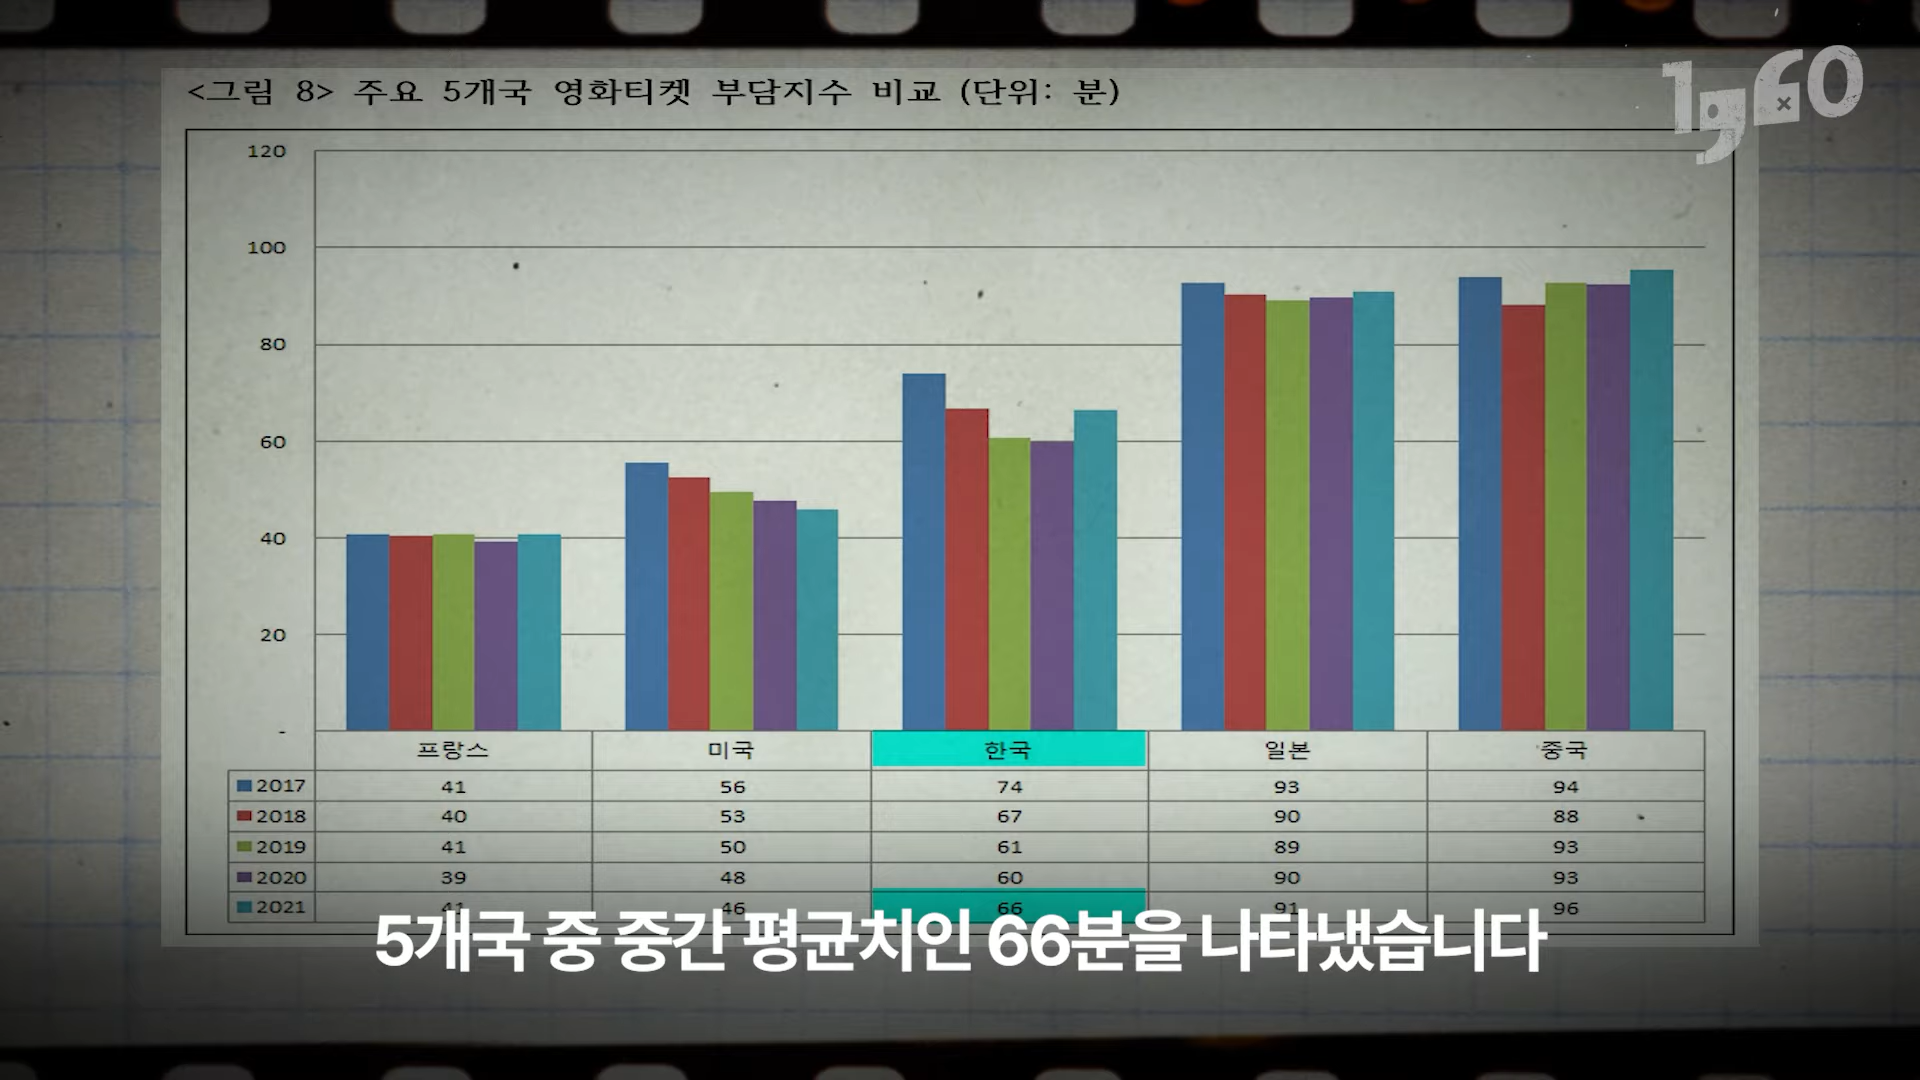 1960
<그림 8> 주요 5개국 영화티켓 부담지수 비교 (단위: 분)
120
100
80
60
40
20
-
프랑스 미국 한국 일본 중국
2017 41 56 74 93 94
2018 40 53 67 90 88
2019 41 50 61 89 93
2020 39 48 60 90 93
2021 41 46 66 91 96
5개국 중 중간 평균치인 66분을 나타냈습니다